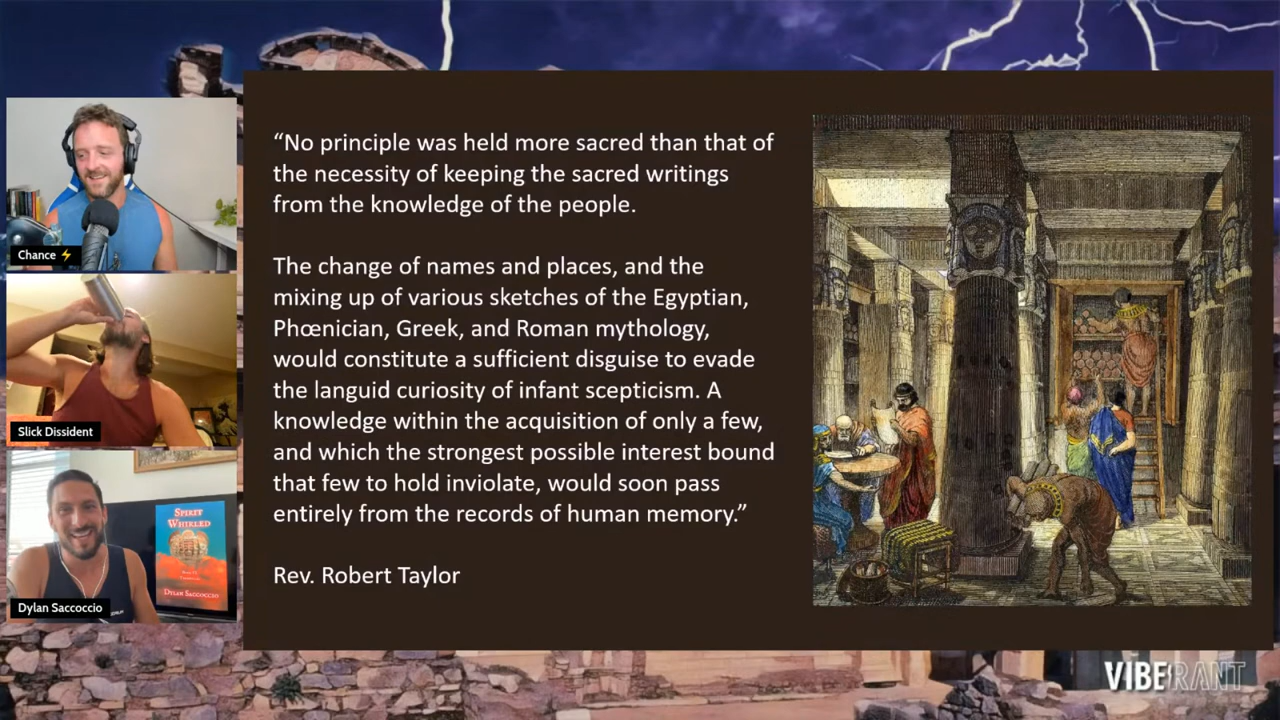 “No principle was held more sacred than that of
the necessity of keeping the sacred writings
from the knowledge of the people.
The change of names and places, and the
mixing up of various sketches of the Egyptian,
Phœnician, Greek, and Roman mythology,
would constitute a sufficient disguise to evade
the languid curiosity of infant scepticism. A
knowledge within the acquisition of only a few,
and which the strongest possible interest bound
that few to hold inviolate, would soon pass
entirely from the records of human memory.”
Rev. Robert Taylor
Chance⚡
Slick Dissident
SPIRIT
WHIRLED
DYLAN SACCOCCIO
Dylan Saccoccio
VIBERANT